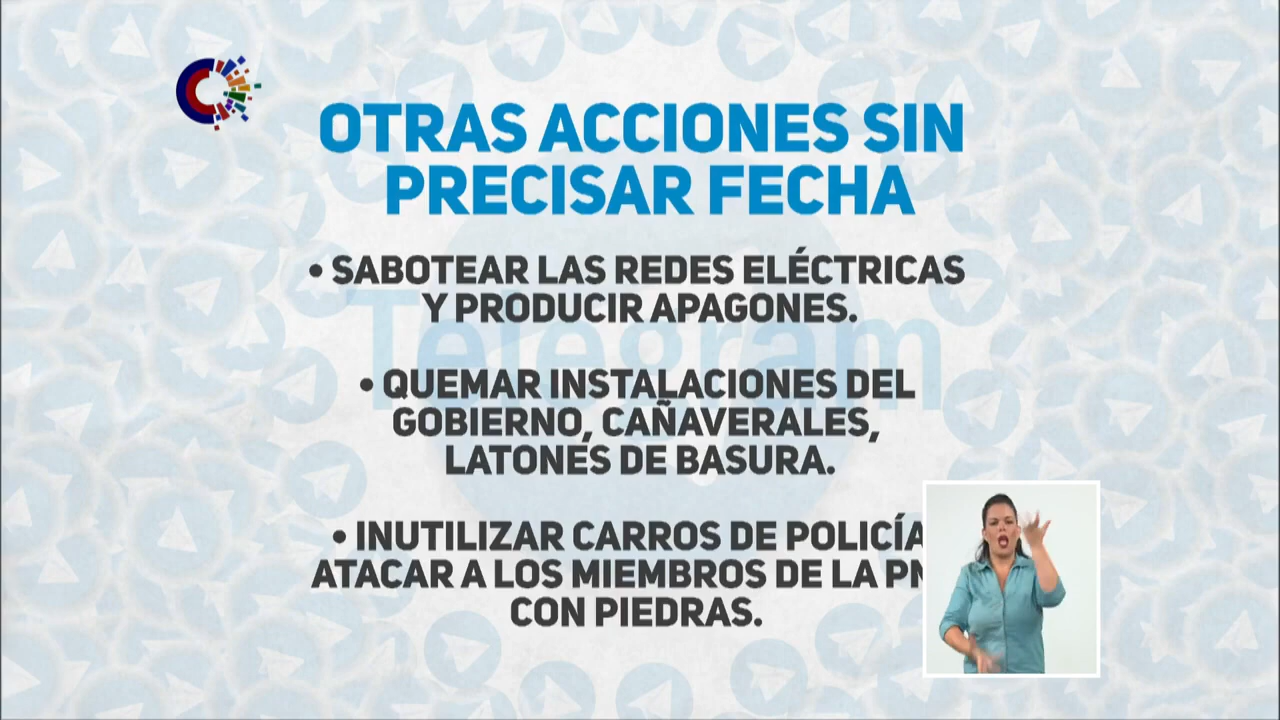 OTRAS ACCIONES SIN
PRECISAR FECHA
• SABOTEAR LAS REDES ELÉCTRICAS
Y PRODUCIR APAGONES.
Telegram
• QUEMAR INSTALACIONES DEL
GOBIERNO, CAÑAVERALES,
LATONES DE BASURA.
• INUTILIZAR CARROS DE POLICÍA
ATACAR A LOS MIEMBROS DE LA
CON PIEDRAS.